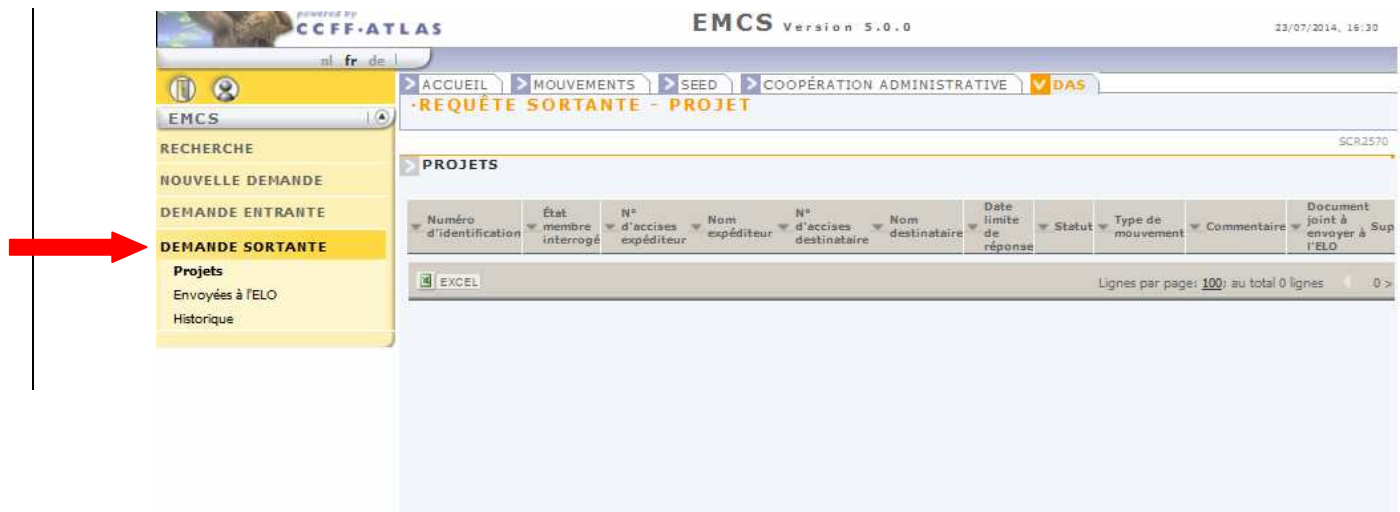 powered by
CCFF·ATLAS
EMCS Version 5.0.0
23/07/2014, 16:30
nl fr de
ACCUEIL
MOUVEMENTS
SEED
COOPÉRATION ADMINISTRATIVE
DAS
·REQUÊTE SORTANTE - PROJET
EMCS
SCR2570
RECHERCHE
NOUVELLE DEMANDE
DEMANDE ENTRANTE
DEMANDE SORTANTE
Projets
Envoyées à l'ELO
Historique
PROJETS
Numéro
d'identification
État
membre
interrogé
N°
d'accises
expéditeur
Nom
expéditeur
N°
d'accises
destinataire
Nom
destinataire
Date
limite
de
réponse
Statut
Type de
mouvement
Commentaire
Document
joint à
envoyer à
l'ELO
Sup
EXCEL
Lignes par page: 100; au total 0 lignes
0 >